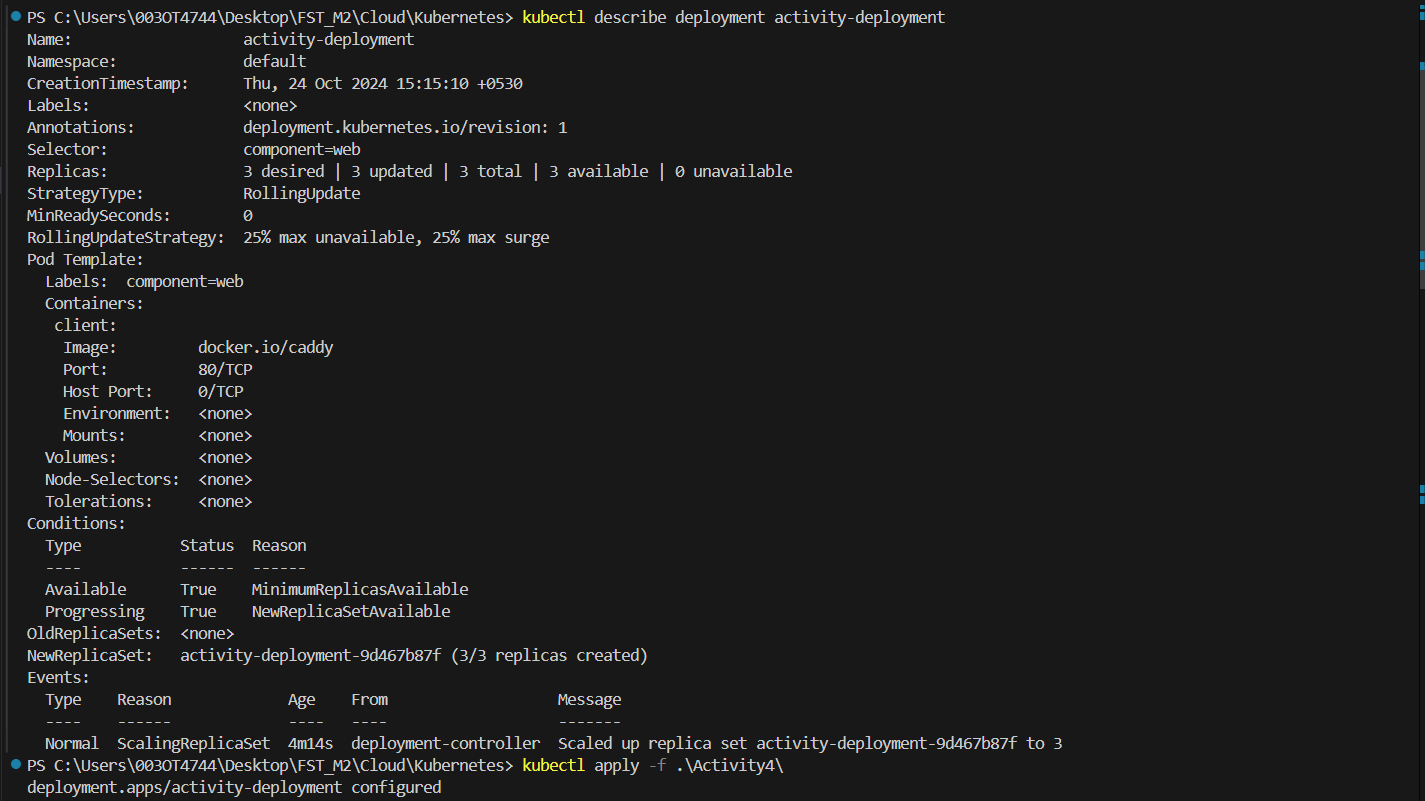 PS C:\Users\003OT4744\Desktop\FST_M2\Cloud\Kubernetes> kubectl describe deployment activity-deployment
Name:                   activity-deployment
Namespace:              default
CreationTimestamp:      Thu, 24 Oct 2024 15:15:10 +0530
Labels:                 <none>
Annotations:            deployment.kubernetes.io/revision: 1
Selector:               component=web
Replicas:               3 desired | 3 updated | 3 total | 3 available | 0 unavailable
StrategyType:           RollingUpdate
MinReadySeconds:        0
RollingUpdateStrategy:  25% max unavailable, 25% max surge
Pod Template:
  Labels:  component=web
  Containers:
   client:
    Image:         docker.io/caddy
    Port:          80/TCP
    Host Port:     0/TCP
    Environment:   <none>
    Mounts:        <none>
  Volumes:         <none>
  Node-Selectors:  <none>
  Tolerations:     <none>
Conditions:
  Type           Status  Reason
  ----           ------  ------
  Available      True    MinimumReplicasAvailable
  Progressing    True    NewReplicaSetAvailable
OldReplicaSets:  <none>
NewReplicaSet:   activity-deployment-9d467b87f (3/3 replicas created)
Events:
  Type    Reason             Age    From                   Message
  ----    ------             ----   ----                   -------
  Normal  ScalingReplicaSet  4m14s  deployment-controller  Scaled up replica set activity-deployment-9d467b87f to 3
PS C:\Users\003OT4744\Desktop\FST_M2\Cloud\Kubernetes> kubectl apply -f .\Activity4\
deployment.apps/activity-deployment configured